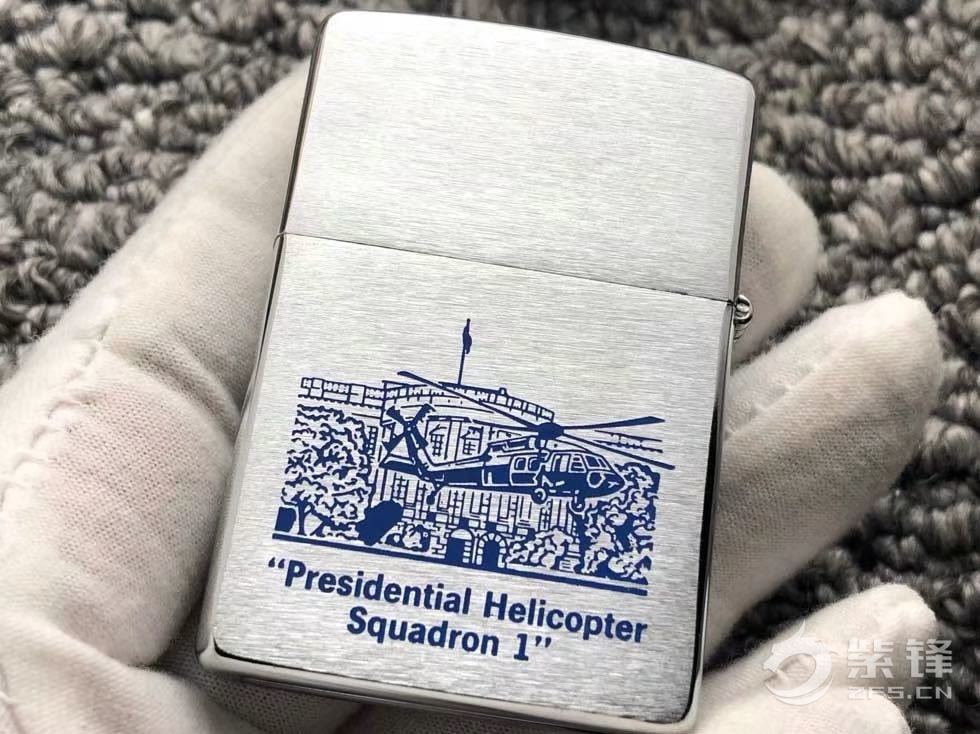 “Presidential Helicopter
Squadron 1”
紫锋
ZFS.CN